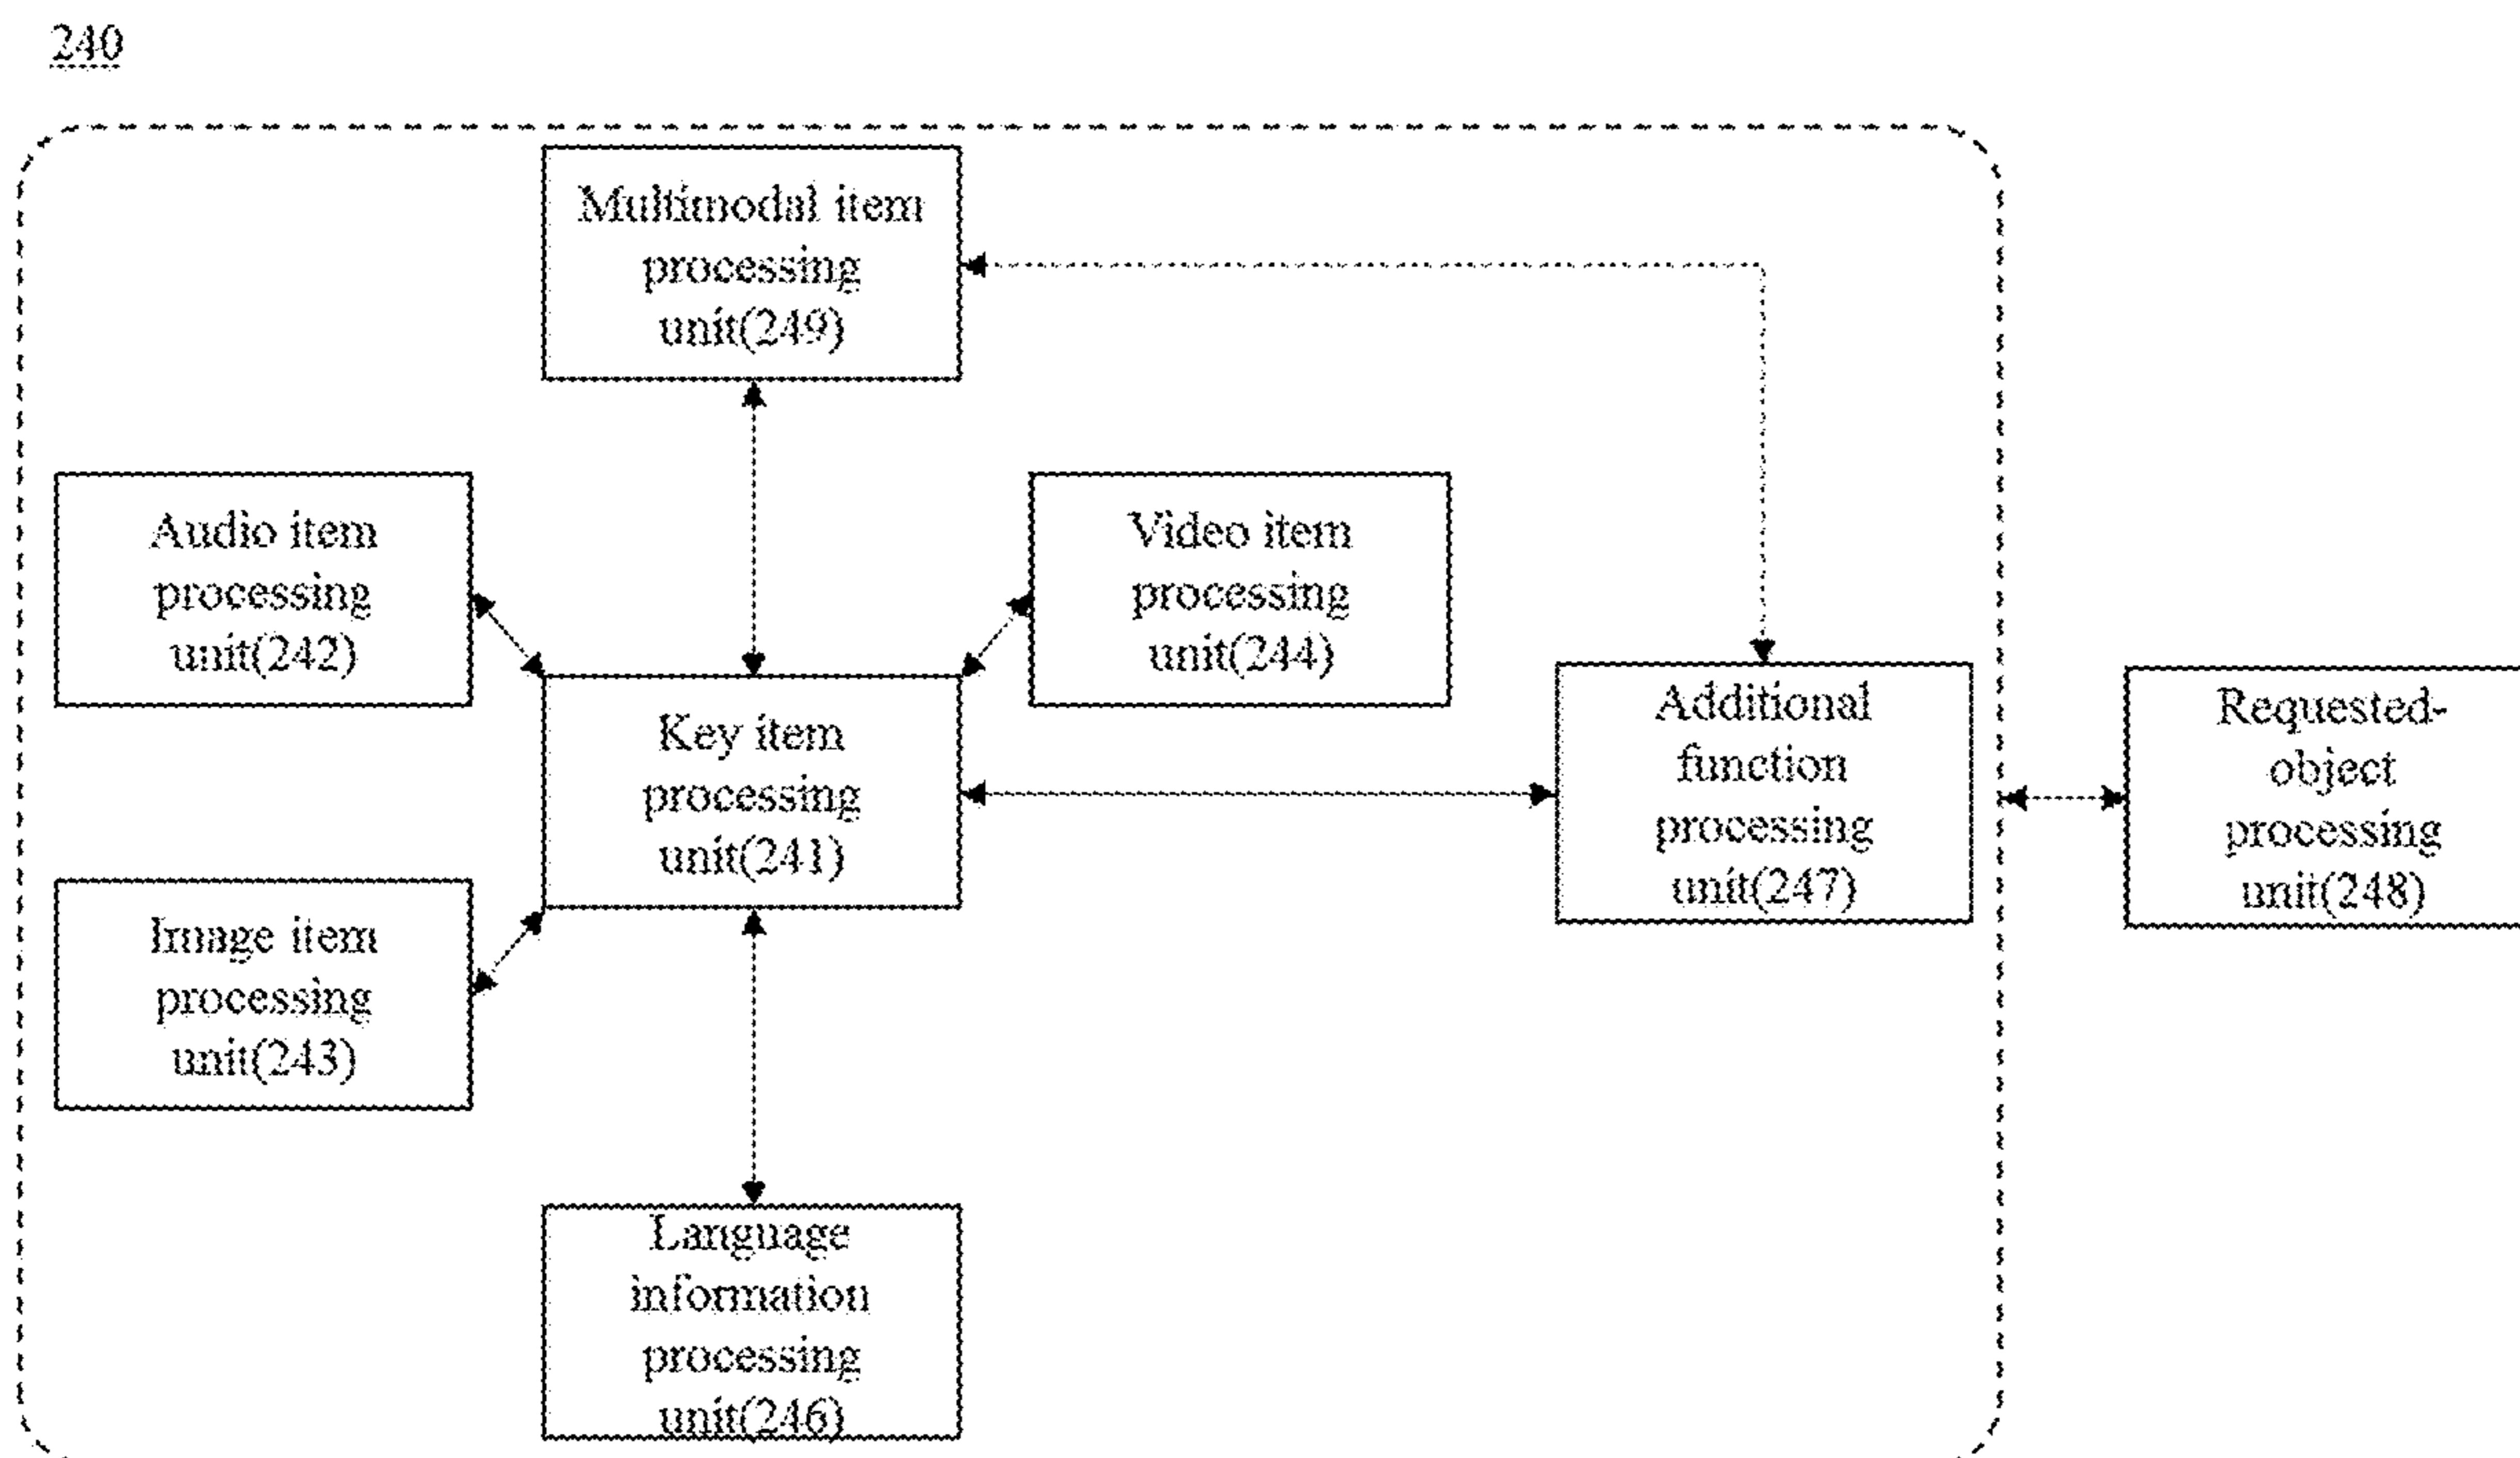 240
Multimodal item
processing
unit(249)
Audio item
processing
unit(242)
Video item
processing
unit(244)
Key item
processing
unit(241)
Additional
function
processing
unit(247)
Requested-
object
processing
unit(248)
Image item
processing
unit(243)
Language
information
processing
unit(246)